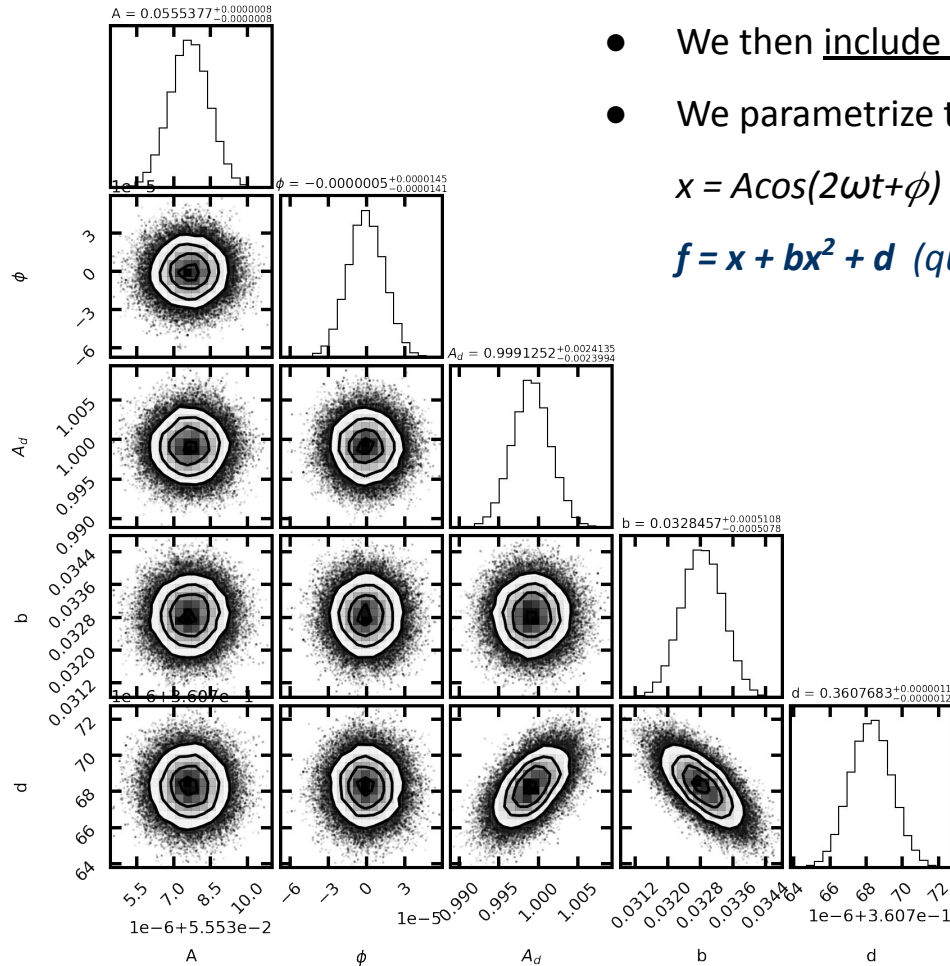 A = 0.0555377 +0.0000008 −0.0000008
● We then include
● We parametrize t
x = Acos(2ωt+ϕ)
f = x + bx² + d (qu
1e−5
ϕ = −0.0000005 +0.0000145 −0.0000141
3
0
−3
−6
ϕ
A_d = 0.9991252 +0.0024135 −0.0023994
1.005
1.000
0.995
0.990
A_d
b = 0.0328457 +0.0005108 −0.0005078
0.0344
0.0336
0.0328
0.0320
0.0312
b
1e−6+3.607e−1
d = 0.3607683 +0.0000011 −0.0000012
72
70
68
66
64
d
5.5 7.0 8.5 10.0 −6 −3 0 3 0.990 0.995 1.000 1.005 0.0312 0.0320 0.0328 0.0336 0.0344 64 66 68 70 72
1e−6+5.553e−2 1e−5 1e−6+3.607e−1
A ϕ A_d b d